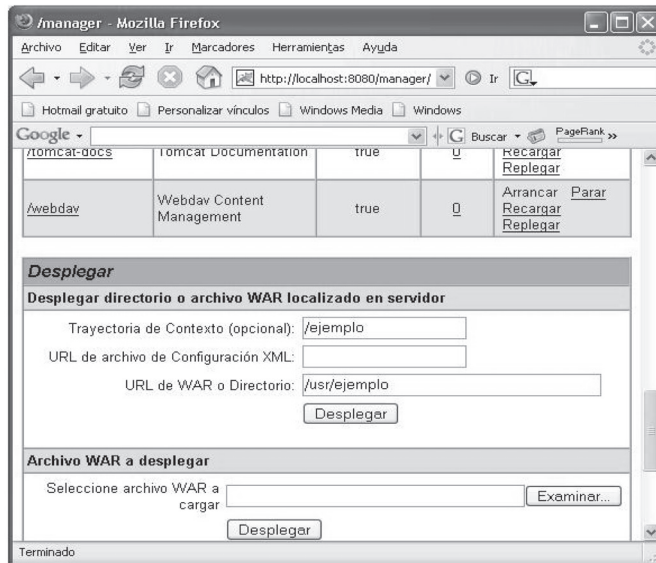 /manager - Mozilla Firefox
Archivo Editar Ver Ir Marcadores Herramientas Ayuda
http://localhost:8080/manager/ Ir G
Hotmail gratuito Personalizar vínculos Windows Media Windows
Google G Buscar PageRank »
/tomcat-docs Tomcat Documentation true 0 Recargar
Replegar
/webdav Webdav Content Management true 0 Arrancar Parar
Recargar
Replegar
Desplegar
Desplegar directorio o archivo WAR localizado en servidor
Trayectoria de Contexto (opcional): /ejemplo
URL de archivo de Configuración XML:
URL de WAR o Directorio: /usr/ejemplo
Desplegar
Archivo WAR a desplegar
Seleccione archivo WAR a cargar Examinar...
Desplegar
Terminado